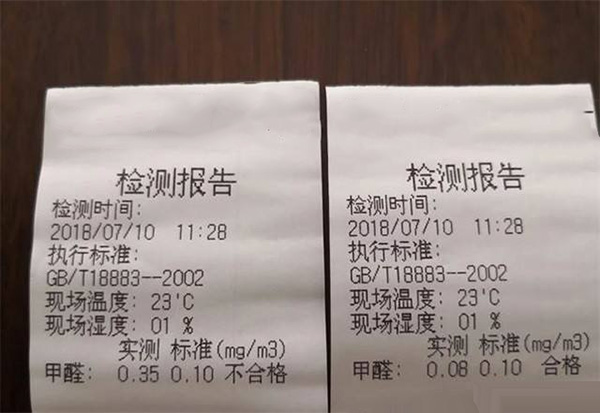 检测报告
检测时间:
2018/07/10 11:28
执行标准:
GB/T18883--2002
现场温度: 23'C
现场湿度: 01 %
实测 标准(mg/m3)
甲醛: 0.35 0.10 不合格
检测报告
检测时间:
2018/07/10 11:28
执行标准:
GB/T18883--2002
现场温度: 23'C
现场湿度: 01 %
实测 标准(mg/m3)
甲醛: 0.08 0.10 合格